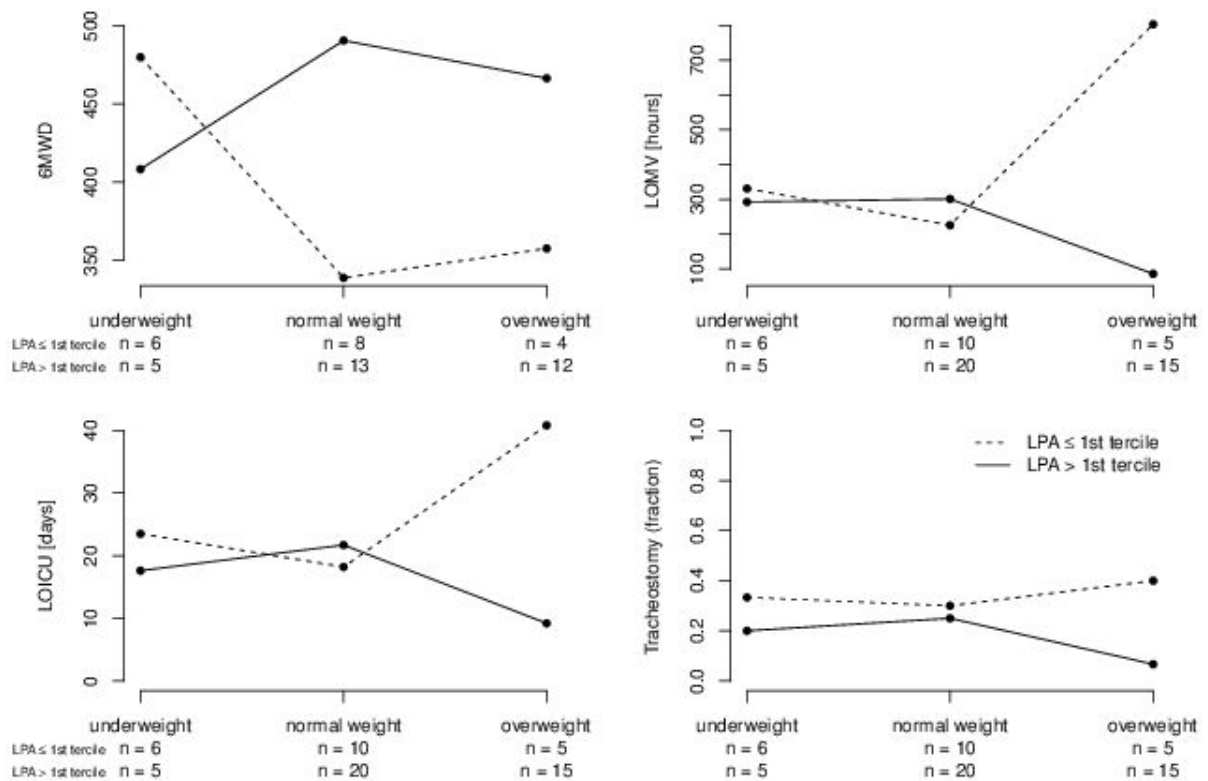 6MWD
500
450
400
350
underweight normal weight overweight
LPA ≤ 1st tercile n = 6 n = 8 n = 4
LPA > 1st tercile n = 5 n = 13 n = 12
LOMV [hours]
700
500
300
100
underweight normal weight overweight
n = 6 n = 10 n = 5
n = 5 n = 20 n = 15
LOICU [days]
40
30
20
10
0
underweight normal weight overweight
LPA ≤ 1st tercile n = 6 n = 10 n = 5
LPA > 1st tercile n = 5 n = 20 n = 15
Tracheostomy (fraction)
1.0
0.8
0.6
0.4
0.2
0.0
LPA ≤ 1st tercile
LPA > 1st tercile
underweight normal weight overweight
n = 6 n = 10 n = 5
n = 5 n = 20 n = 15